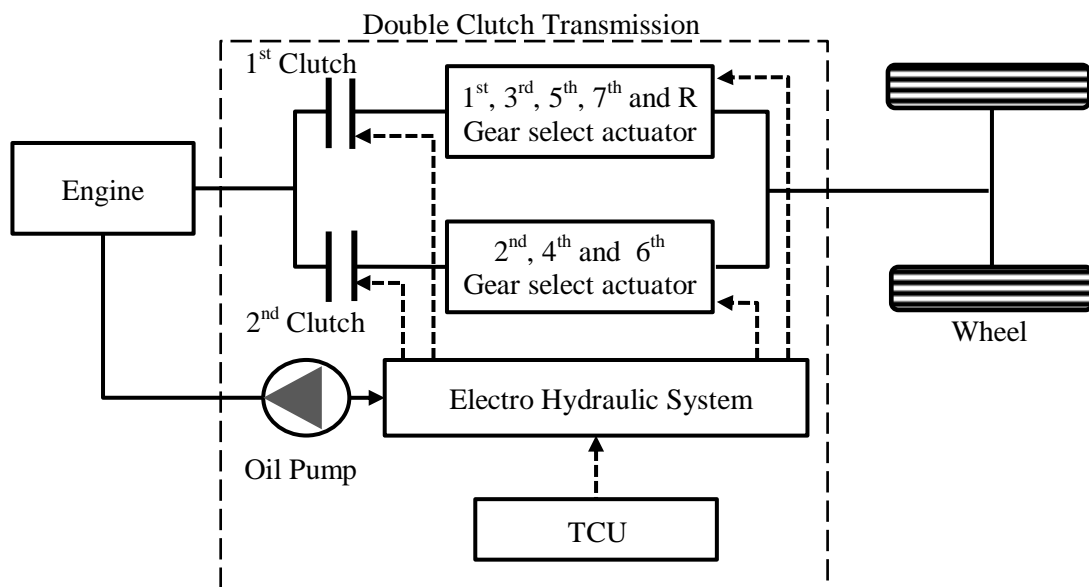 Double Clutch Transmission
1st Clutch
1st, 3rd, 5th, 7th and R
Gear select actuator
Engine
2nd, 4th and 6th
Gear select actuator
2nd Clutch
Wheel
Electro Hydraulic System
Oil Pump
TCU